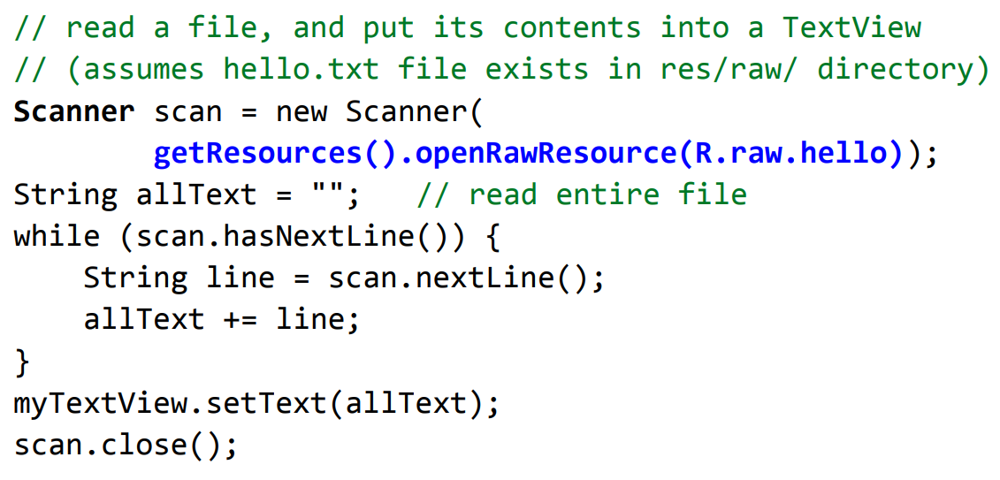 // read a file, and put its contents into a TextView
// (assumes hello.txt file exists in res/raw/ directory)
Scanner scan = new Scanner(
        getResources().openRawResource(R.raw.hello));
String allText = "";   // read entire file
while (scan.hasNextLine()) {
    String line = scan.nextLine();
    allText += line;
}
myTextView.setText(allText);
scan.close();